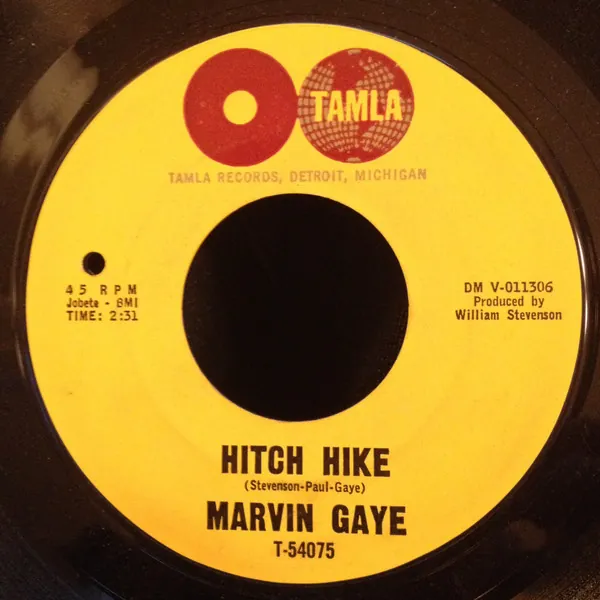 TAMLA
TAMLA RECORDS, DETROIT, MICHIGAN
45 RPM
Jobete - BMI
TIME: 2:31
DM V-011306
Produced by
William Stevenson
HITCH HIKE
(Stevenson-Paul-Gaye)
MARVIN GAYE
T-54075